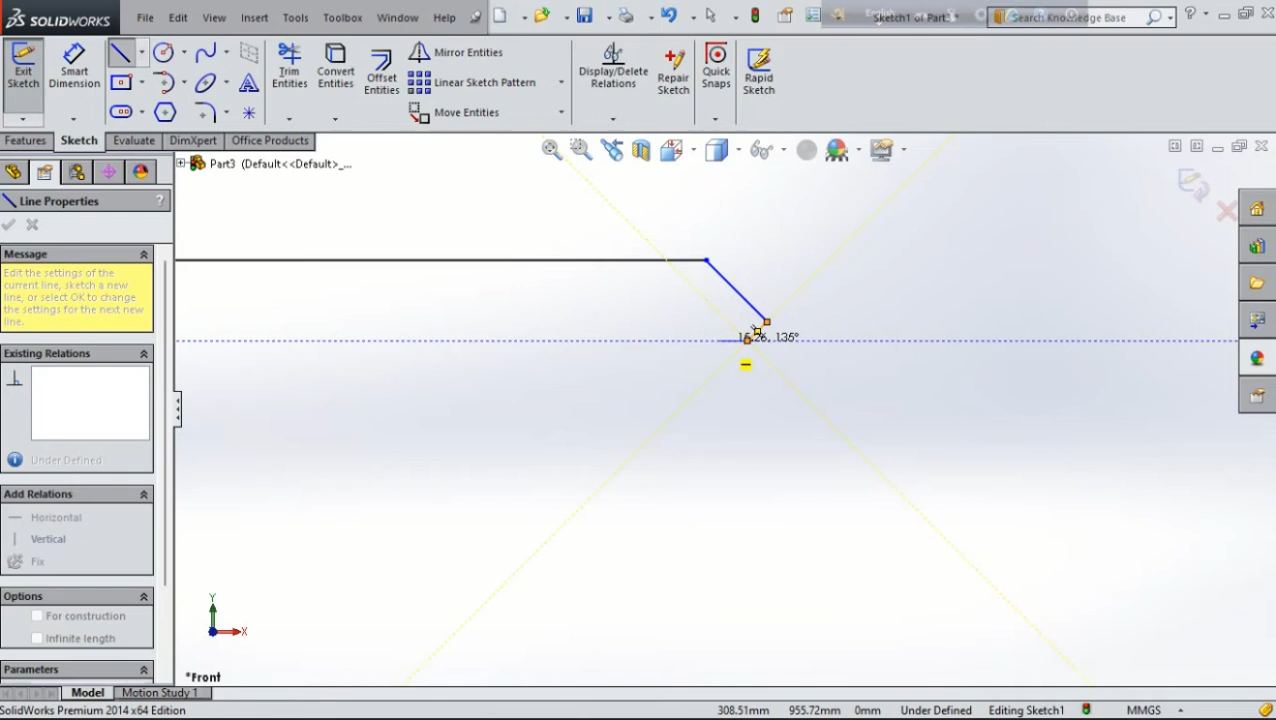 SOLIDWORKS File Edit View Insert Tools Toolbox Window Help Sketch1 of Part3 * Search Knowledge Base
Exit Sketch
Smart Dimension
Trim Entities
Convert Entities
Offset Entities
Mirror Entities
Linear Sketch Pattern
Move Entities
Display/Delete Relations
Repair Sketch
Quick Snaps
Rapid Sketch
Features Sketch Evaluate DimXpert Office Products
Part3 (Default<<Default>_...
Line Properties ?
Message
Edit the settings of the
current line, sketch a new
line, or select OK to change
the settings for the next new
line.
Existing Relations
Under Defined
Add Relations
Horizontal
Vertical
Fix
Options
For construction
Infinite length
Parameters
15.26, 135°
Y
X
*Front
Model Motion Study 1
SolidWorks Premium 2014 x64 Edition 308.51mm 955.72mm 0mm Under Defined Editing Sketch1 MMGS